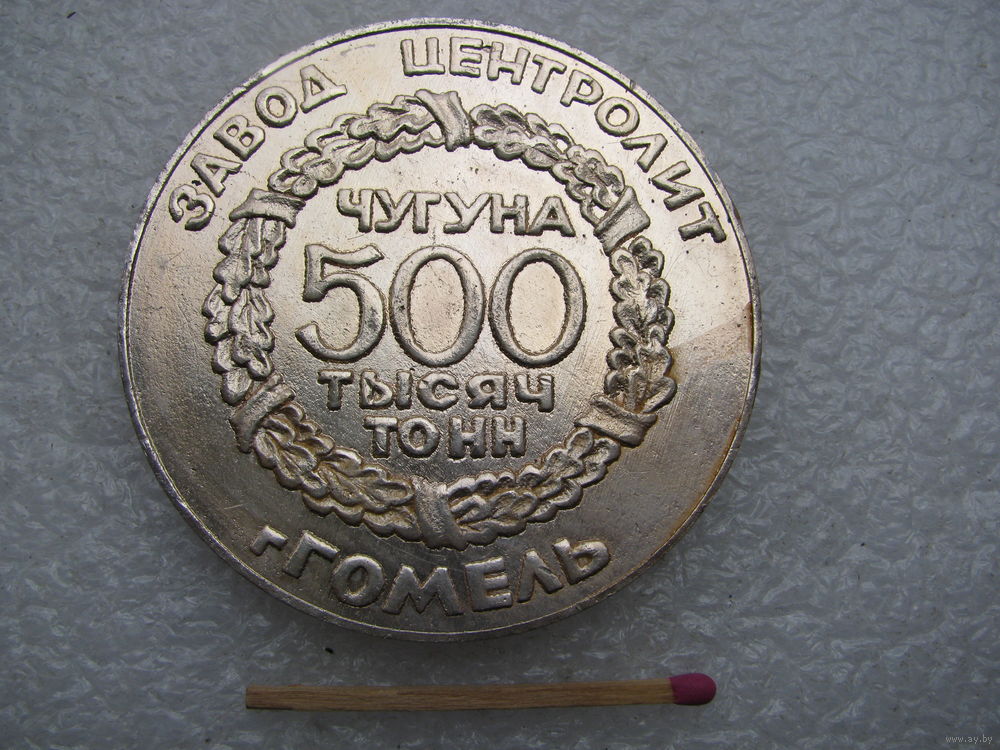 ЗАВОД ЦЕНТРОЛИТ
ЧУГУНА
500
ТЫСЯЧ
ТОНН
г ГОМЕЛЬ
www.ay.by